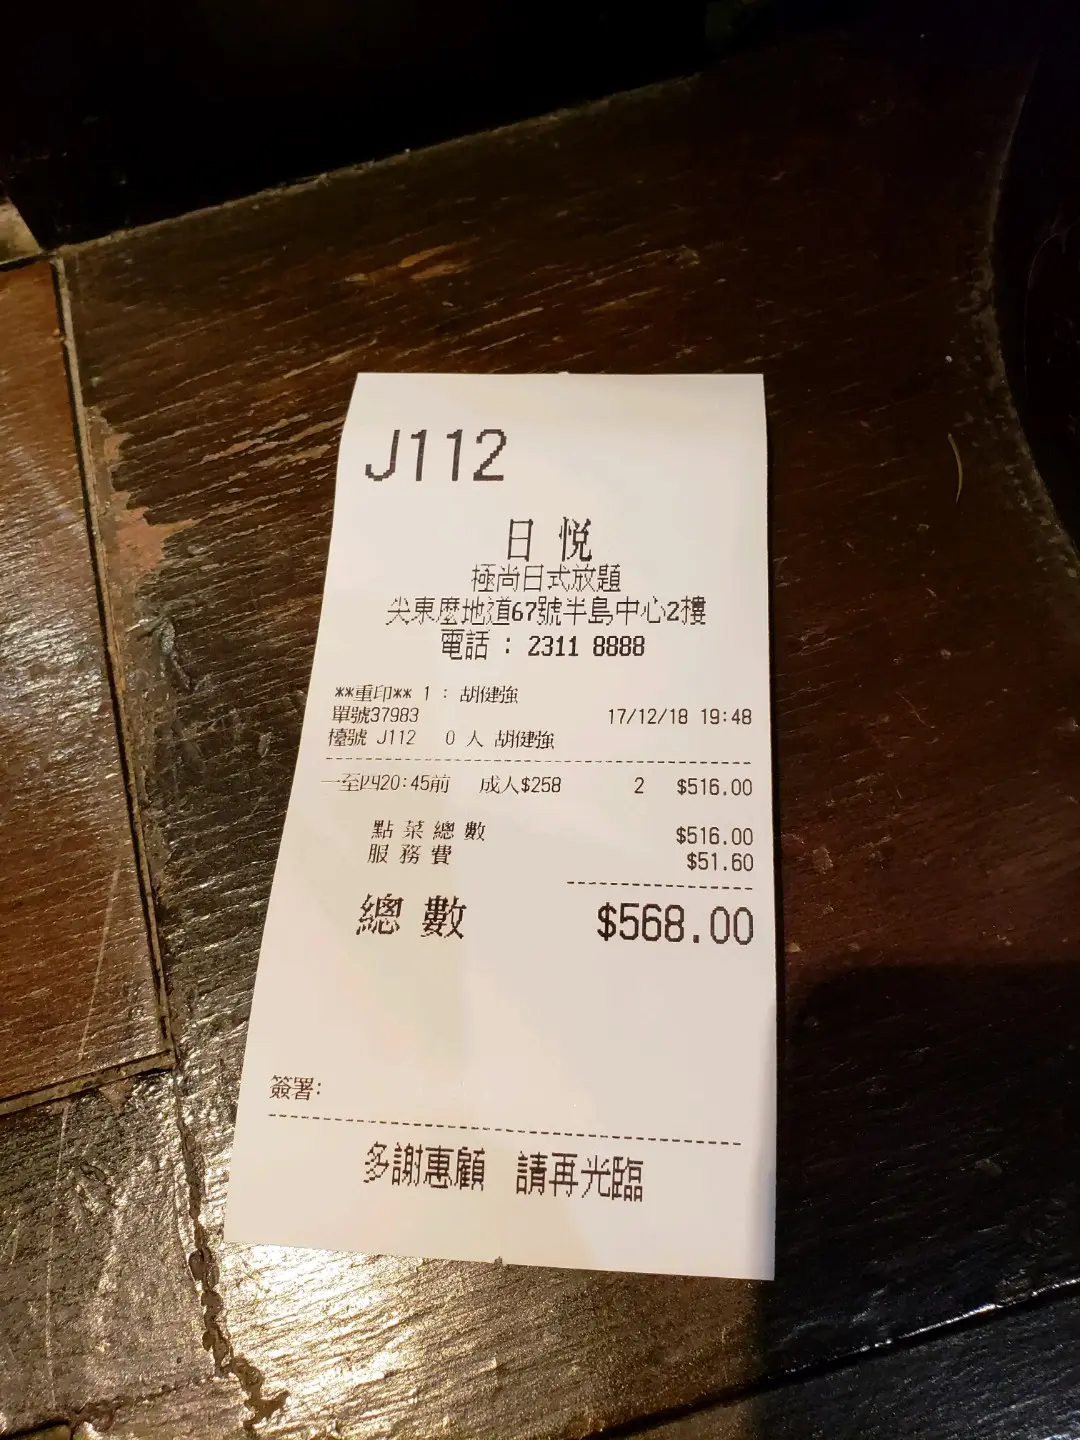 J112
日 悦
極尚日式放題
尖東麼地道67號半島中心2樓
電話 : 2311 8888
**重印** 1 : 胡健強
單號37983 17/12/18 19:48
檯號 J112 0 人 胡健強
一至四20:45前 成人$258 2 $516.00
點 菜 總 數 $516.00
服 務 費 $51.60
總 數 $568.00
簽署:
多謝惠顧 請再光臨